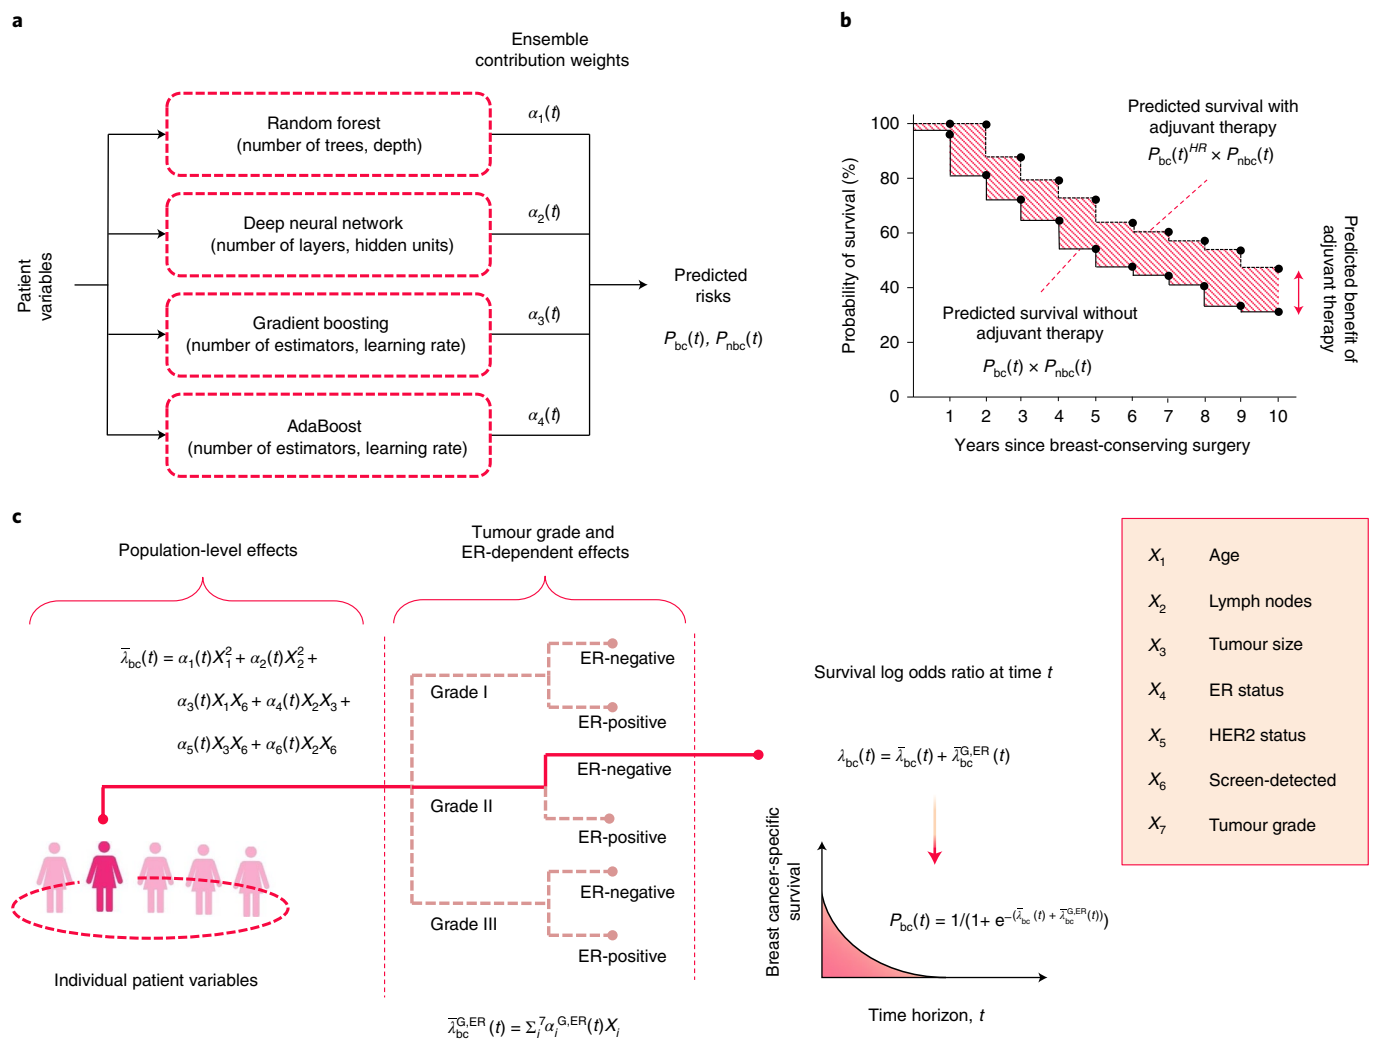 a
Ensemble
contribution weights
Patient
variables
Random forest
(number of trees, depth)
α1(t)
Deep neural network
(number of layers, hidden units)
α2(t)
Gradient boosting
(number of estimators, learning rate)
α3(t)
AdaBoost
(number of estimators, learning rate)
α4(t)
Predicted
risks
Pbc(t), Pnbc(t)
b
Probability of survival (%)
100
80
60
40
20
0
1 2 3 4 5 6 7 8 9 10
Years since breast-conserving surgery
Predicted survival with
adjuvant therapy
Pbc(t)^HR × Pnbc(t)
Predicted survival without
adjuvant therapy
Pbc(t) × Pnbc(t)
Predicted benefit of
adjuvant therapy
c
Population-level effects
λ̅bc(t) = α1(t)X1² + α2(t)X2² +
α3(t)X1X6 + α4(t)X2X3 +
α5(t)X3X6 + α6(t)X2X6
Individual patient variables
Tumour grade and
ER-dependent effects
Grade I
ER-negative
ER-positive
Grade II
ER-negative
ER-positive
Grade III
ER-negative
ER-positive
λ̅bc^G,ER(t) = Σi^7 αi^G,ER(t)Xi
Survival log odds ratio at time t
λbc(t) = λ̅bc(t) + λ̅bc^G,ER(t)
Breast cancer-specific
survival
Pbc(t) = 1/(1+ e^−(λ̅bc(t) + λ̅bc^G,ER(t)))
Time horizon, t
X1 Age
X2 Lymph nodes
X3 Tumour size
X4 ER status
X5 HER2 status
X6 Screen-detected
X7 Tumour grade